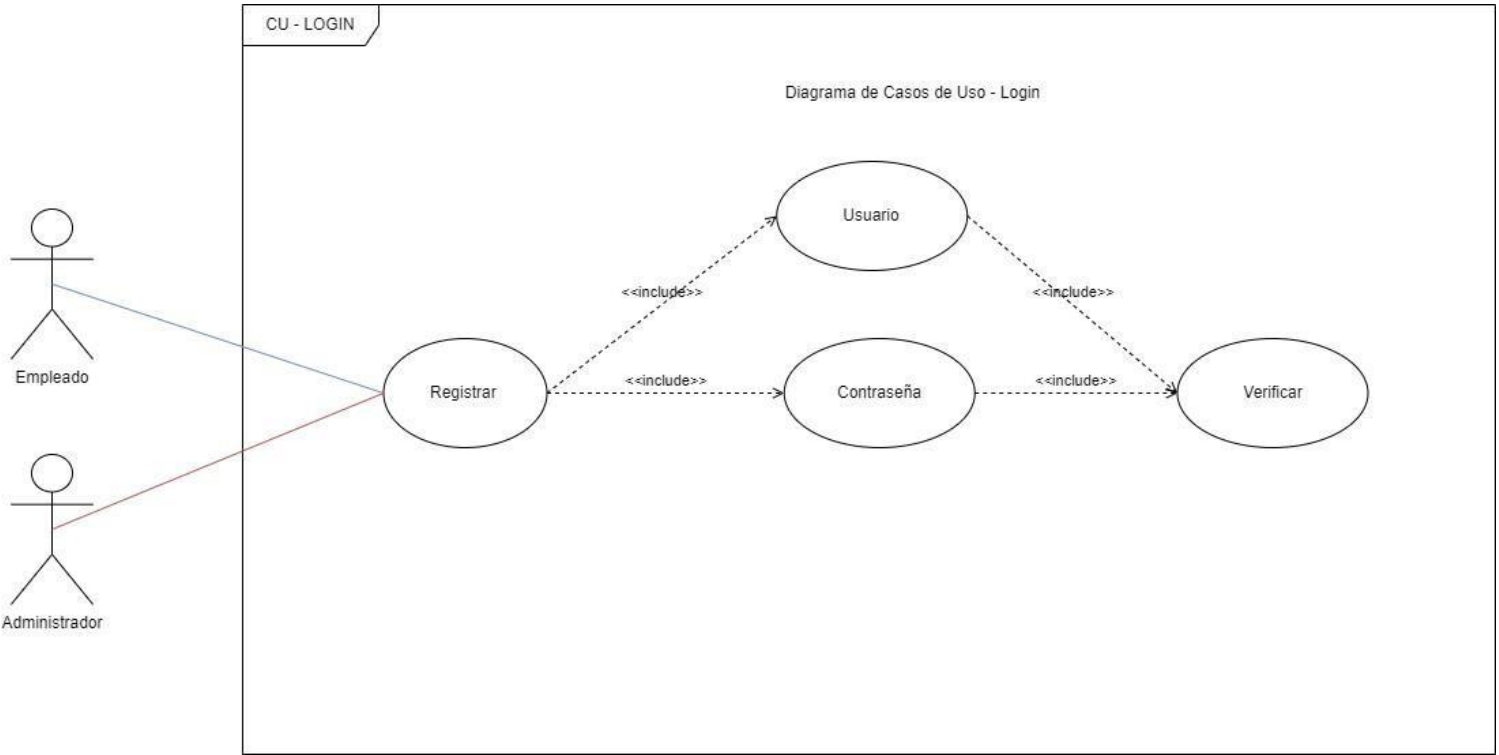 CU - LOGIN
Diagrama de Casos de Uso - Login
Usuario
<<include>>
<<include>>
Empleado
Registrar
<<include>>
Contraseña
<<include>>
Verificar
Administrador